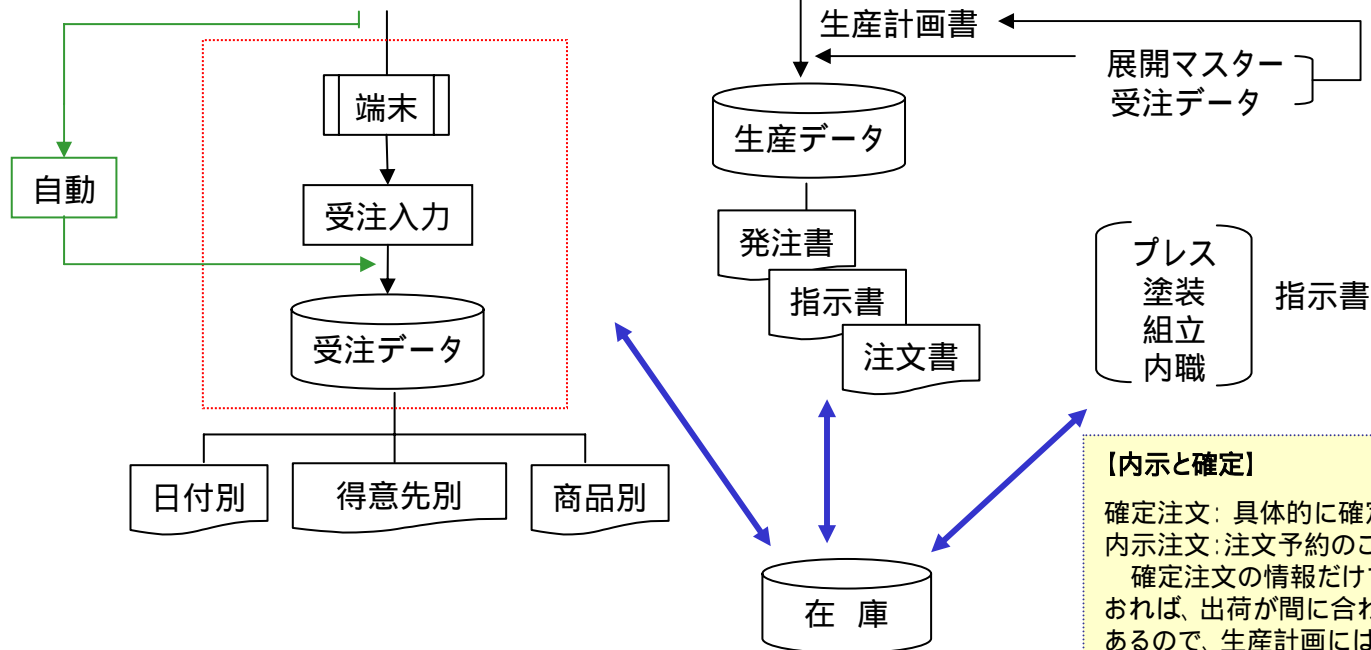 生産計画書
展開マスター
受注データ
端末
生産データ
自動
受注入力
発注書
プレス
塗装
組立
内職
指示書
指示書
受注データ
注文書
【内示と確定】
日付別
得意先別
商品別
確定注文：具体的に確定
内示注文：注文予約のこ
確定注文の情報だけで
おれば、出荷が間に合わ
あるので、生産計画には
在 庫